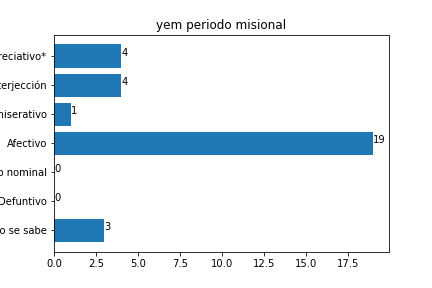 yem periodo misional
reciativo*
4
terjección
4
niserativo
1
Afectivo
19
o nominal
0
Defuntivo
0
o se sabe
3
0.0 2.5 5.0 7.5 10.0 12.5 15.0 17.5